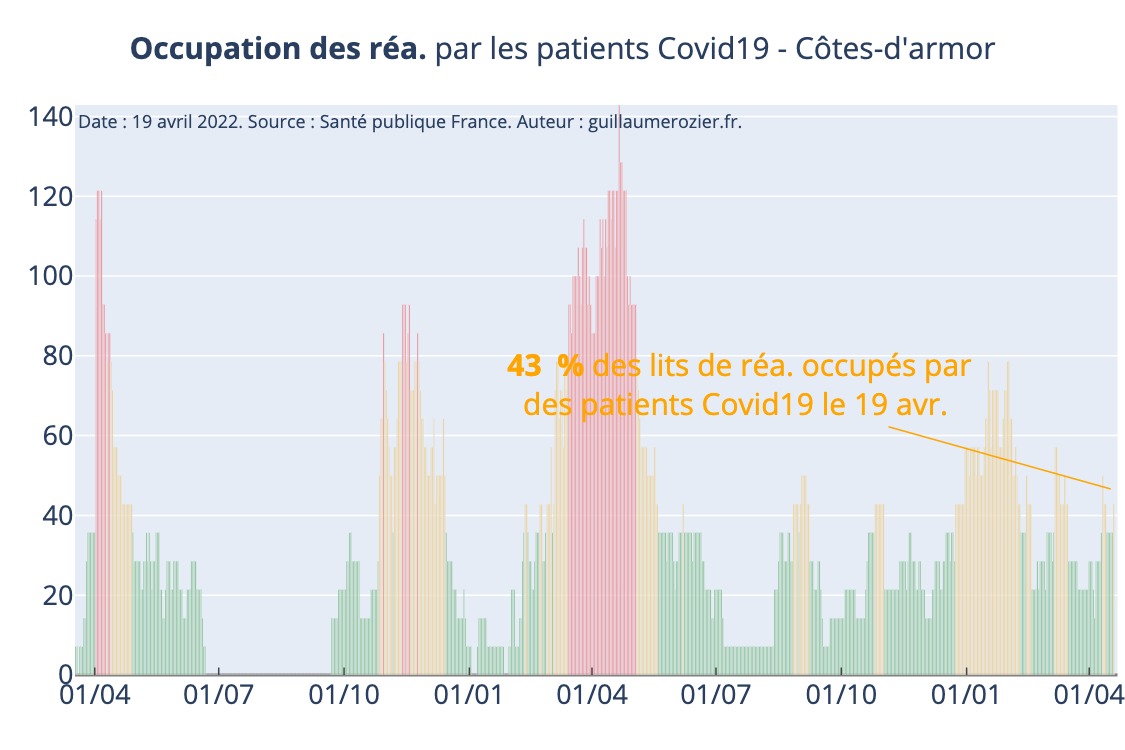 Occupation des réa. par les patients Covid19 - Côtes-d'armor
140
Date : 19 avril 2022. Source : Santé publique France. Auteur : guillaumerozier.fr.
120
100
80
43 % des lits de réa. occupés par
des patients Covid19 le 19 avr.
60
40
20
0
01/04 01/07 01/10 01/01 01/04 01/07 01/10 01/01 01/04